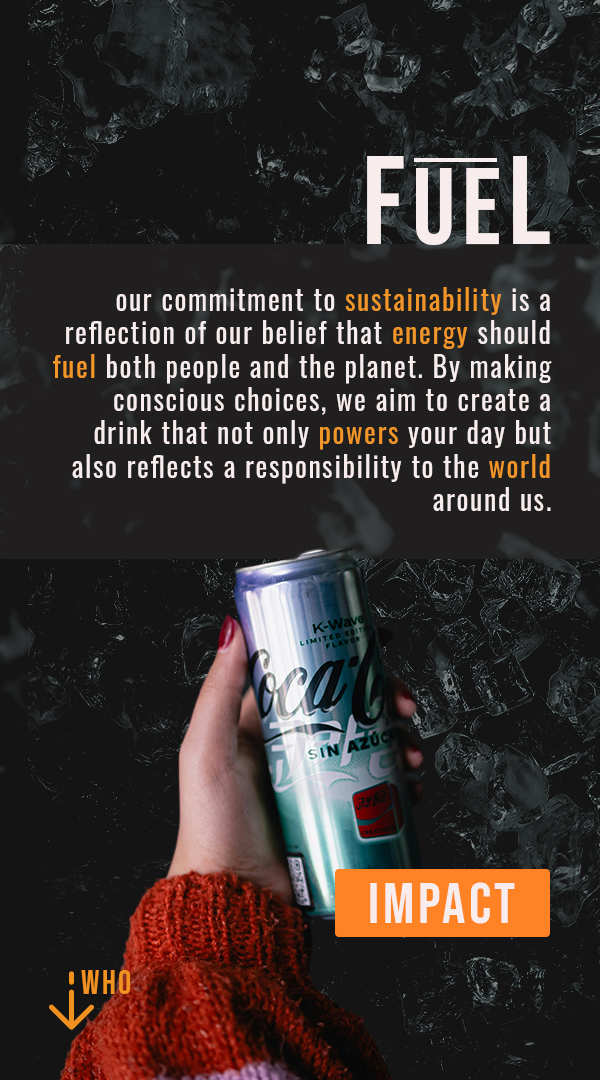 FUEL
our commitment to sustainability is a
reflection of our belief that energy should
fuel both people and the planet. By making
conscious choices, we aim to create a
drink that not only powers your day but
also reflects a responsibility to the world
around us.
K-Wave
LIMITED EDITION
FLAVOR
Coca-C
SIN AZÚC
IMPACT
WHO